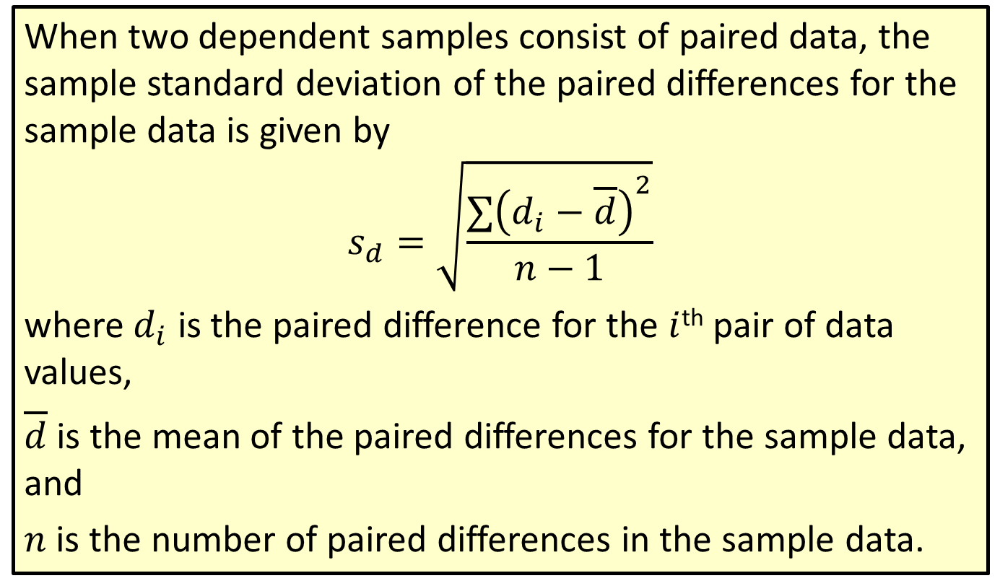 When two dependent samples consist of paired data, the
sample standard deviation of the paired differences for the
sample data is given by
$s_d = \sqrt{\frac{\sum (d_i - \overline{d})^2}{n - 1}}$
where $d_i$ is the paired difference for the $i^{\text{th}}$ pair of data
values,
$\overline{d}$ is the mean of the paired differences for the sample data,
and
$n$ is the number of paired differences in the sample data.